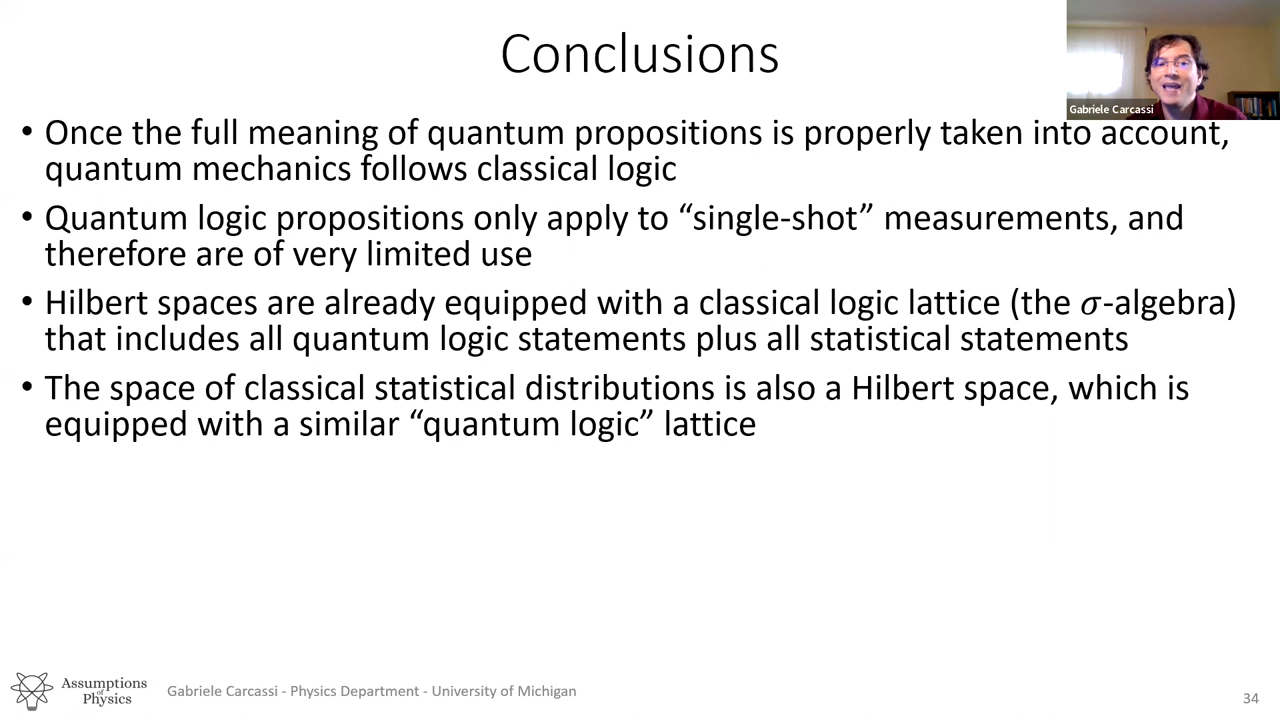 Conclusions
Gabriele Carcassi
• Once the full meaning of quantum propositions is properly taken into account,
quantum mechanics follows classical logic
• Quantum logic propositions only apply to “single-shot” measurements, and
therefore are of very limited use
• Hilbert spaces are already equipped with a classical logic lattice (the σ-algebra)
that includes all quantum logic statements plus all statistical statements
• The space of classical statistical distributions is also a Hilbert space, which is
equipped with a similar “quantum logic” lattice
Assumptions
of
Physics
Gabriele Carcassi - Physics Department - University of Michigan
34